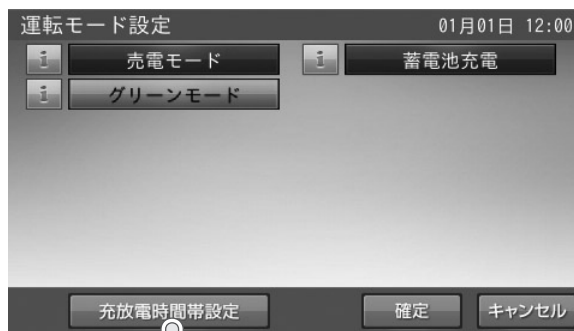 運転モード設定 01月01日 12:00
i 売電モード i 蓄電池充電
i グリーンモード
充放電時間帯設定 確定 キャンセル